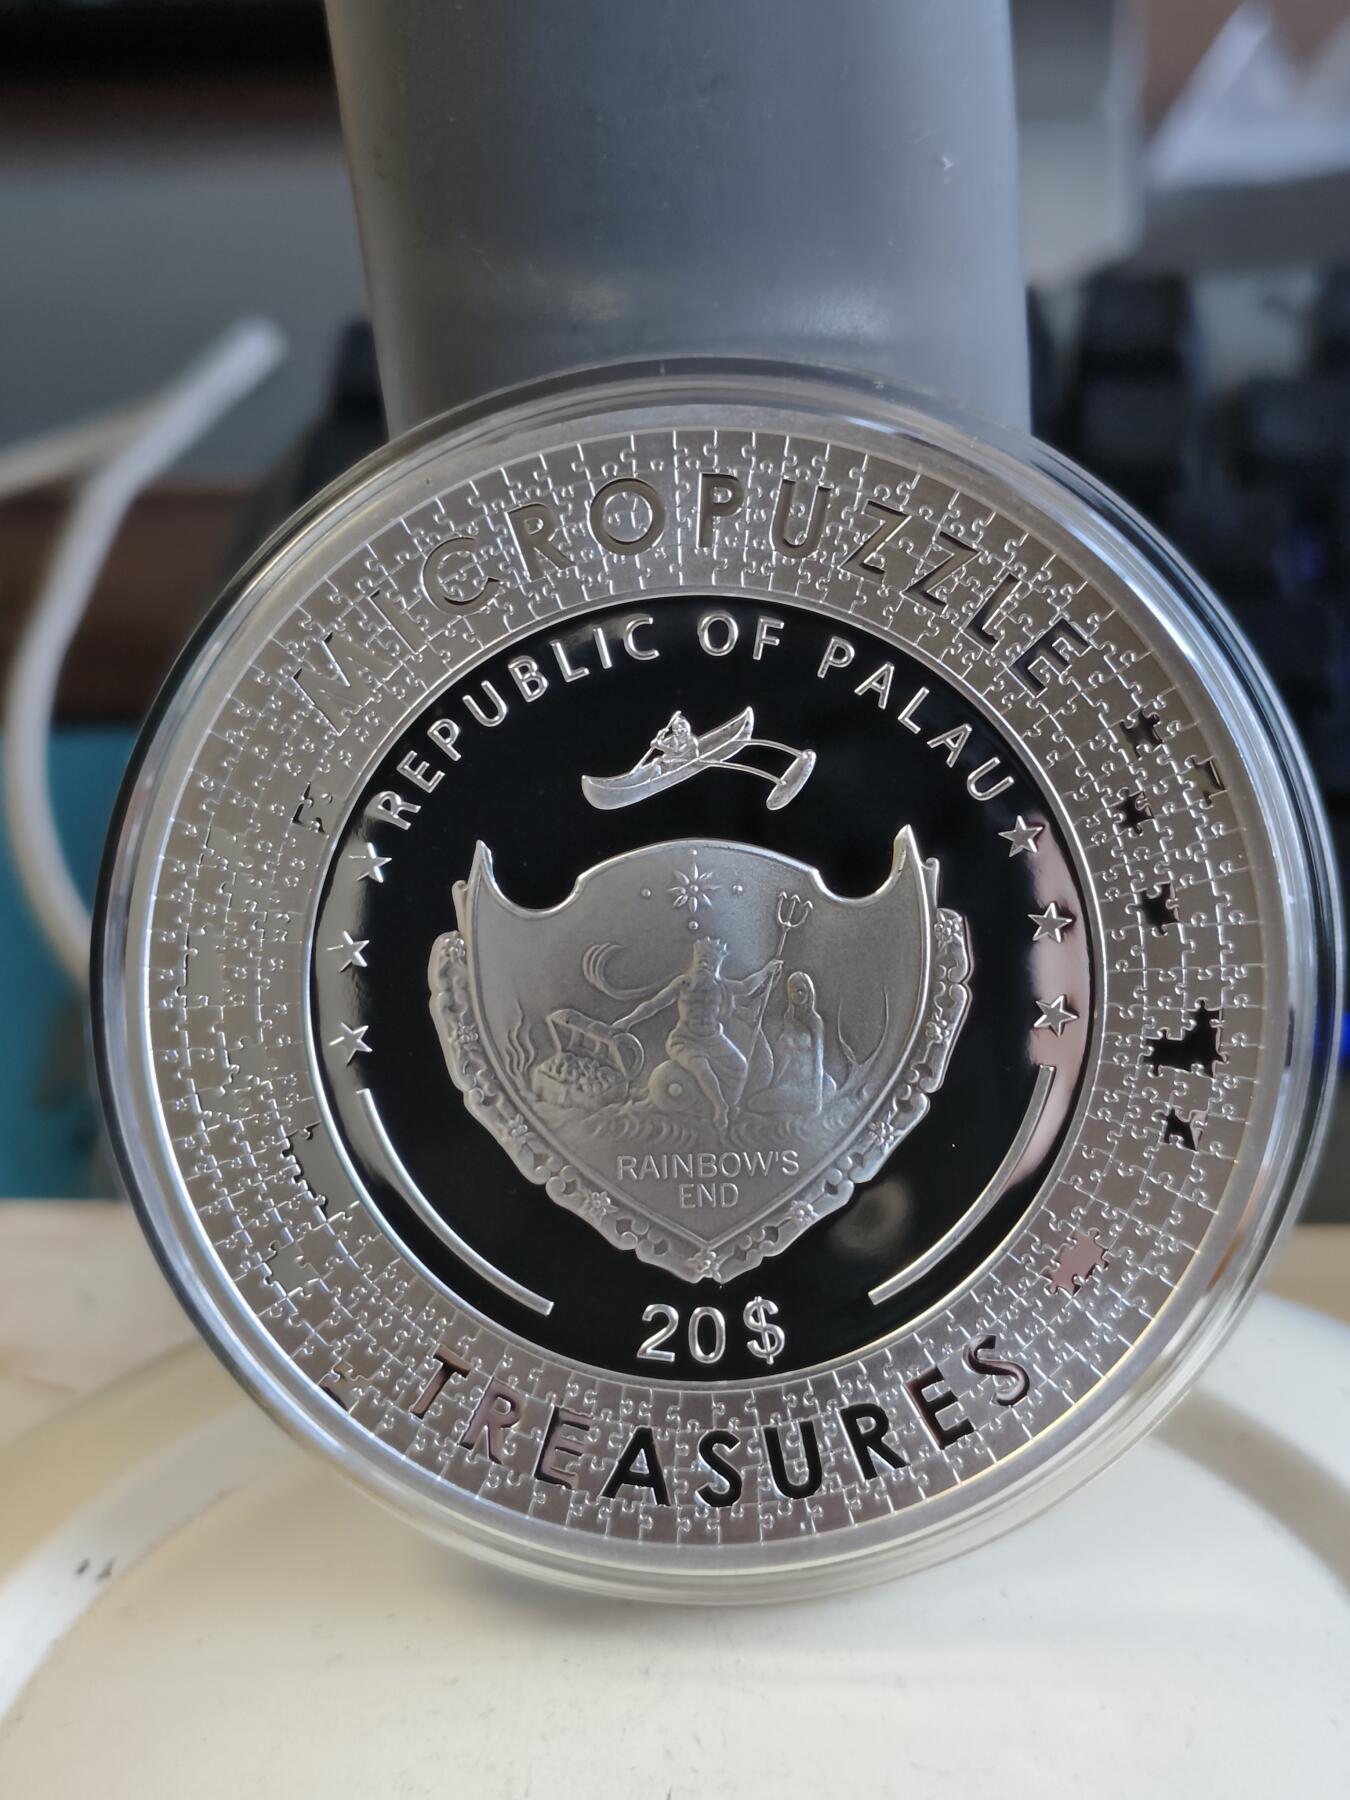 MICROPUZZLE
REPUBLIC OF PALAU
RAINBOW'S
END
20$
TREASURES